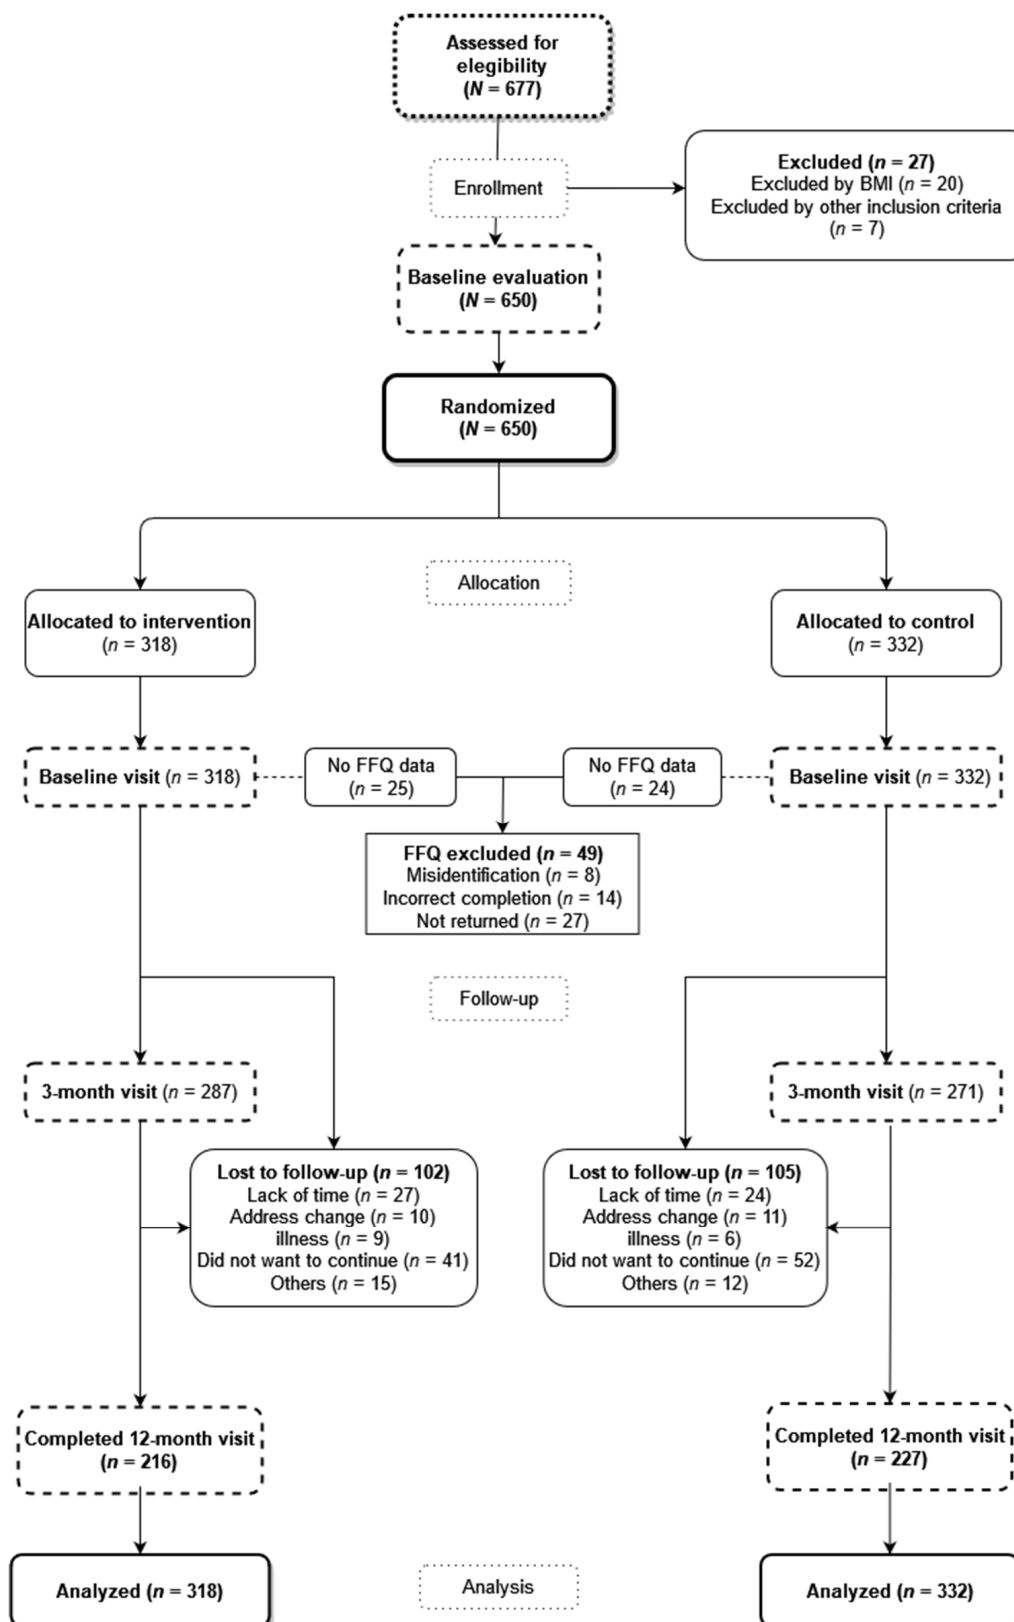 Assessed for
elegibility
(N = 677)
Enrollment
Excluded (n = 27)
Excluded by BMI (n = 20)
Excluded by other inclusion criteria
(n = 7)
Baseline evaluation
(N = 650)
Randomized
(N = 650)
Allocation
Allocated to intervention
(n = 318)
Allocated to control
(n = 332)
Baseline visit (n = 318)
No FFQ data
(n = 25)
No FFQ data
(n = 24)
Baseline visit (n = 332)
FFQ excluded (n = 49)
Misidentification (n = 8)
Incorrect completion (n = 14)
Not returned (n = 27)
Follow-up
3-month visit (n = 287)
3-month visit (n = 271)
Lost to follow-up (n = 102)
Lack of time (n = 27)
Address change (n = 10)
illness (n = 9)
Did not want to continue (n = 41)
Others (n = 15)
Lost to follow-up (n = 105)
Lack of time (n = 24)
Address change (n = 11)
illness (n = 6)
Did not want to continue (n = 52)
Others (n = 12)
Completed 12-month visit
(n = 216)
Completed 12-month visit
(n = 227)
Analyzed (n = 318)
Analysis
Analyzed (n = 332)